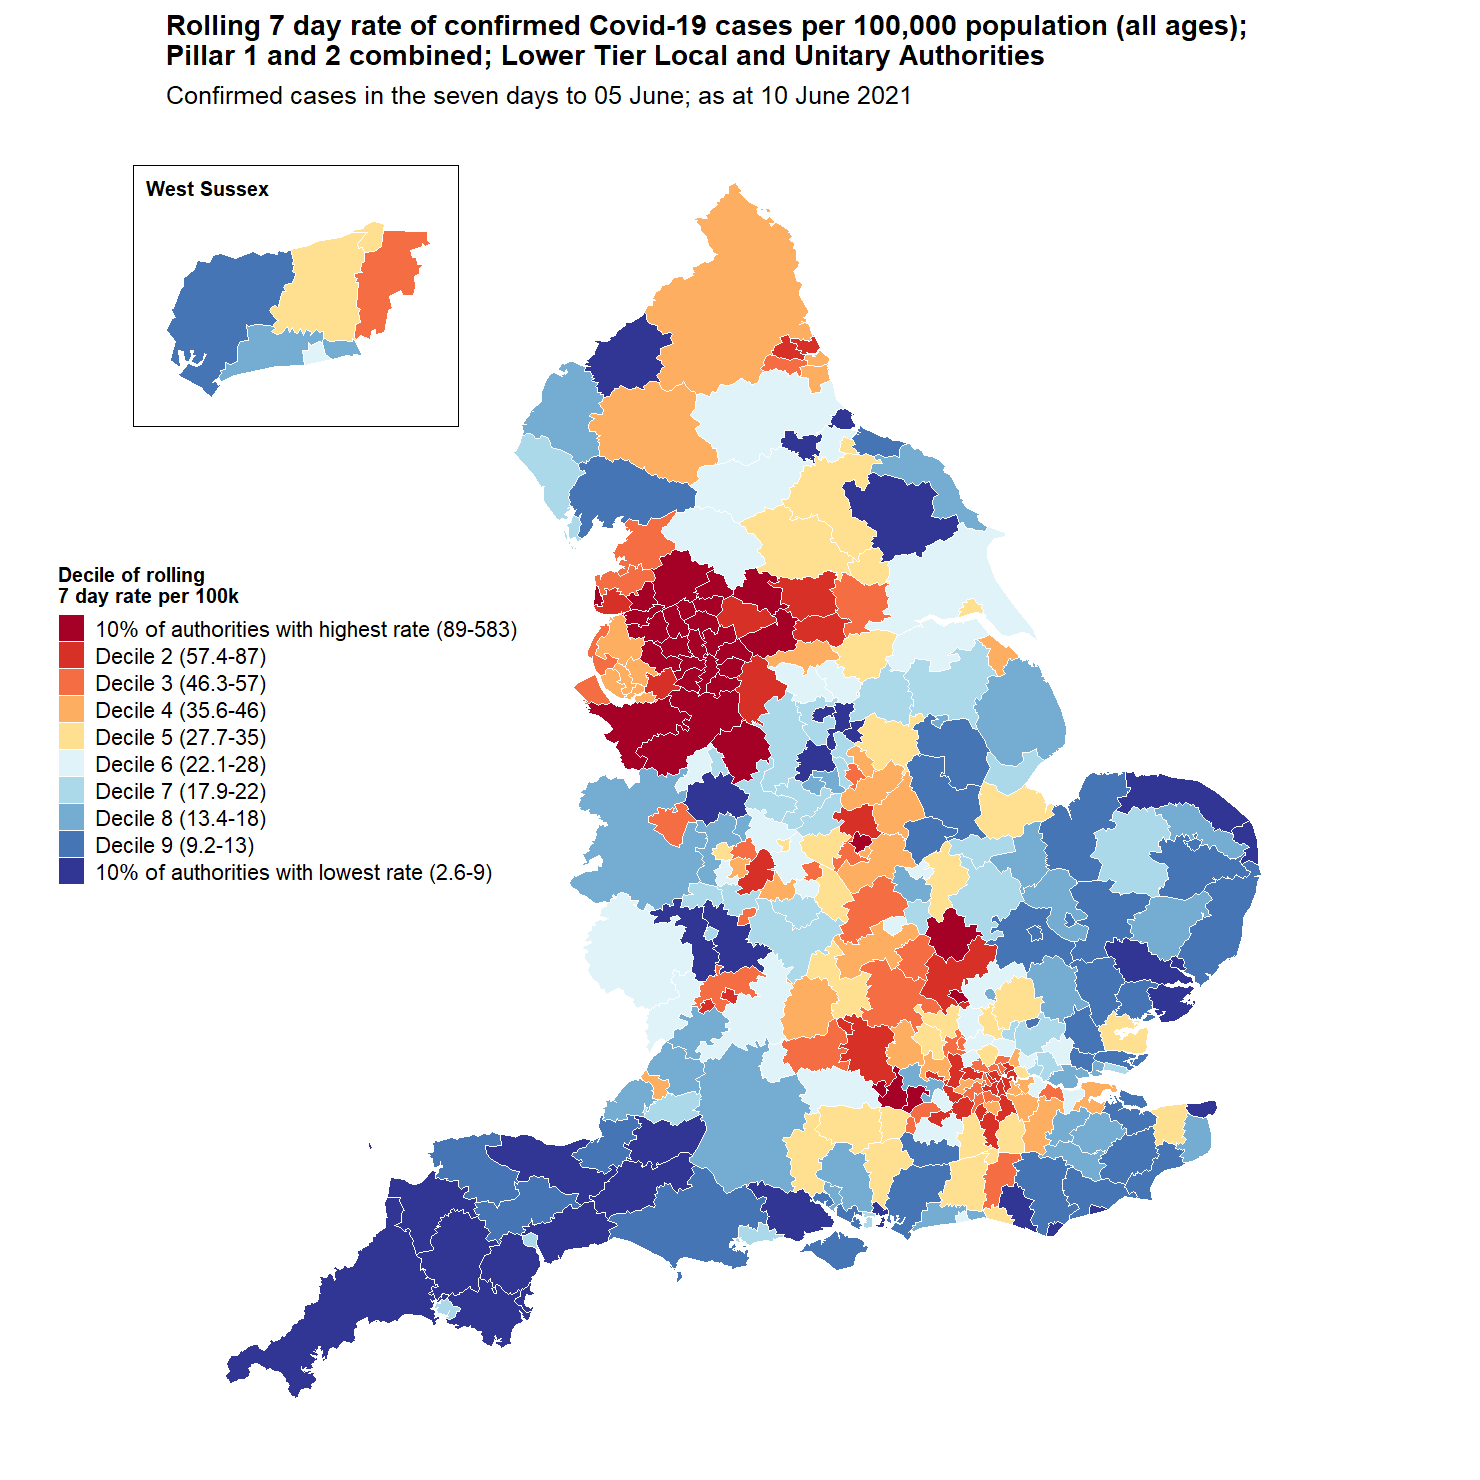 Rolling 7 day rate of confirmed Covid-19 cases per 100,000 population (all ages);
Pillar 1 and 2 combined; Lower Tier Local and Unitary Authorities
Confirmed cases in the seven days to 05 June; as at 10 June 2021
West Sussex
Decile of rolling
7 day rate per 100k
10% of authorities with highest rate (89-583)
Decile 2 (57.4-87)
Decile 3 (46.3-57)
Decile 4 (35.6-46)
Decile 5 (27.7-35)
Decile 6 (22.1-28)
Decile 7 (17.9-22)
Decile 8 (13.4-18)
Decile 9 (9.2-13)
10% of authorities with lowest rate (2.6-9)